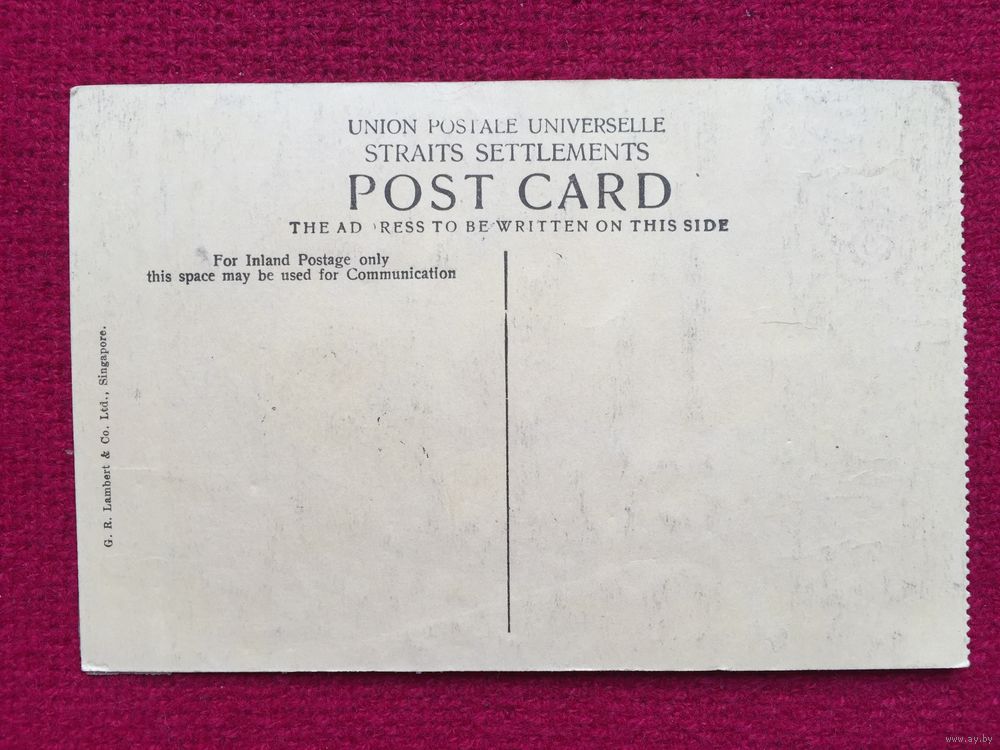 UNION POSTALE UNIVERSELLE
STRAITS SETTLEMENTS
POST CARD
THE AD RESS TO BE WRITTEN ON THIS SIDE
For Inland Postage only
this space may be used for Communication
G. R. Lambert & Co. Ltd., Singapore.
www.ay.by